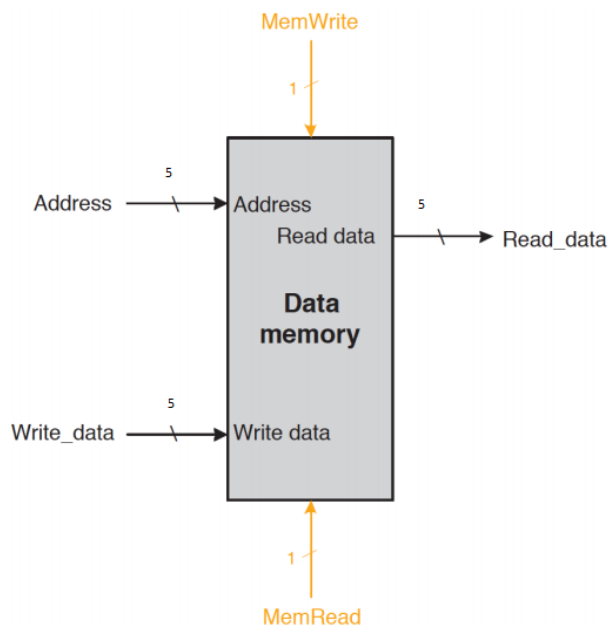 MemWrite
1
5
Address
Address
5
Read data
Read_data
Data
memory
5
Write_data
Write data
1
MemRead